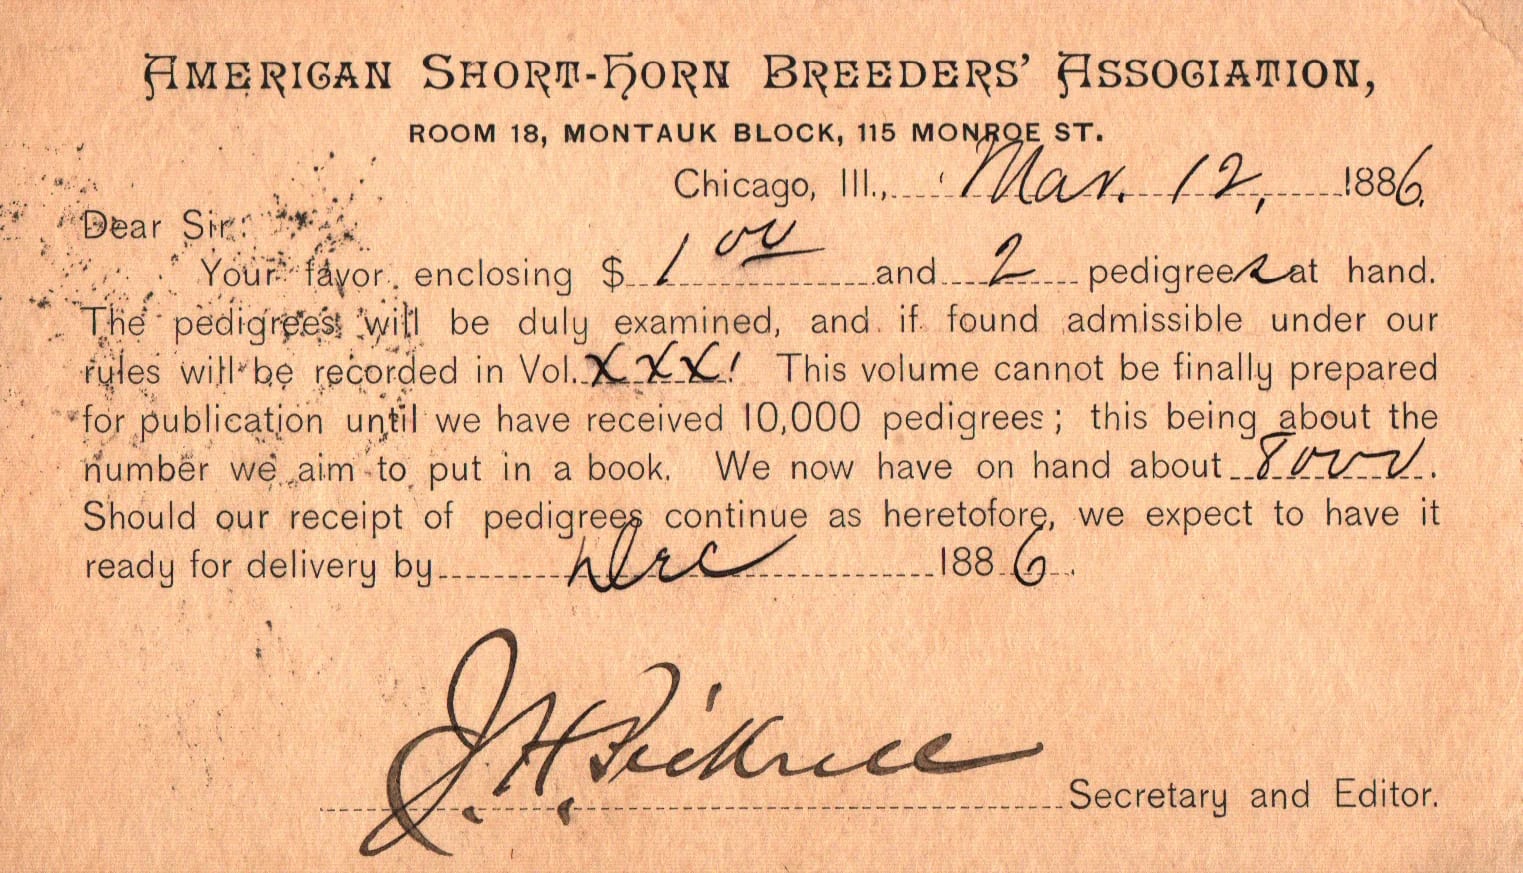 AMERICAN SHORT-HORN BREEDERS' ASSOCIATION,
ROOM 18, MONTAUK BLOCK, 115 MONROE ST.
Chicago, Ill., Mar. 12, 1886.
Dear Sir:
Your favor enclosing $ 1 00 and 2 pedigrees at hand.
The pedigrees will be duly examined, and if found admissible under our
rules will be recorded in Vol. XXX! This volume cannot be finally prepared
for publication until we have received 10,000 pedigrees; this being about the
number we aim to put in a book. We now have on hand about 8000.
Should our receipt of pedigrees continue as heretofore, we expect to have it
ready for delivery by Dec 1886.
J. H. Pickrell Secretary and Editor.